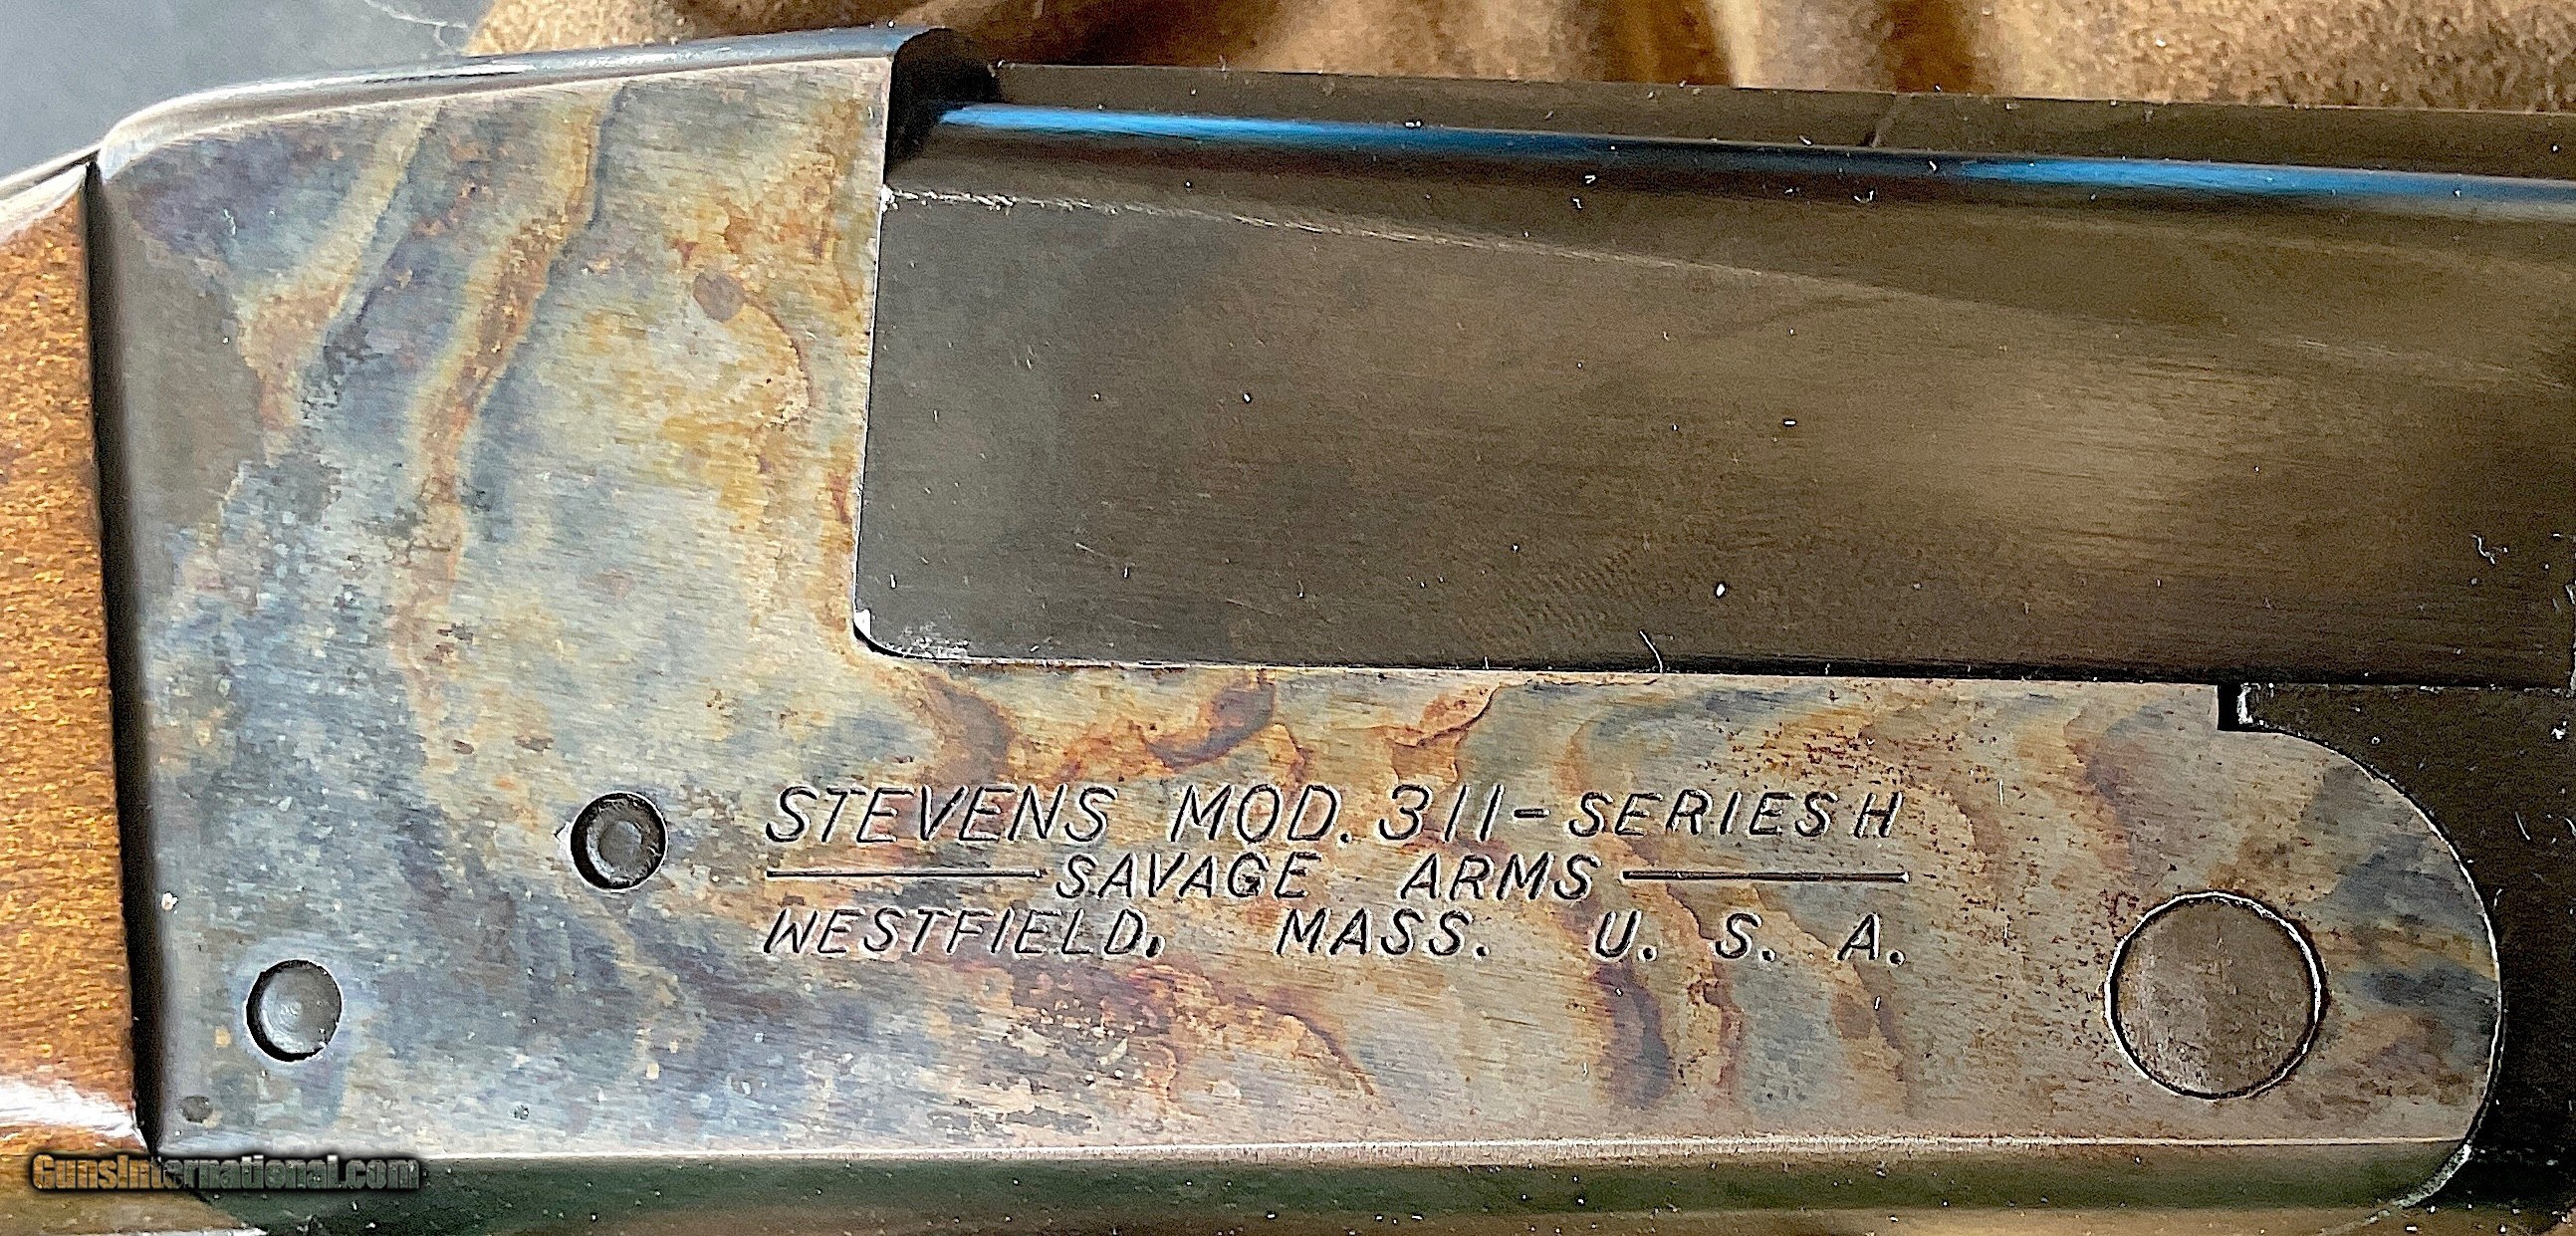 STEVENS MOD. 311-SERIES H
SAVAGE ARMS
WESTFIELD, MASS. U. S. A.
GunsInternational.com